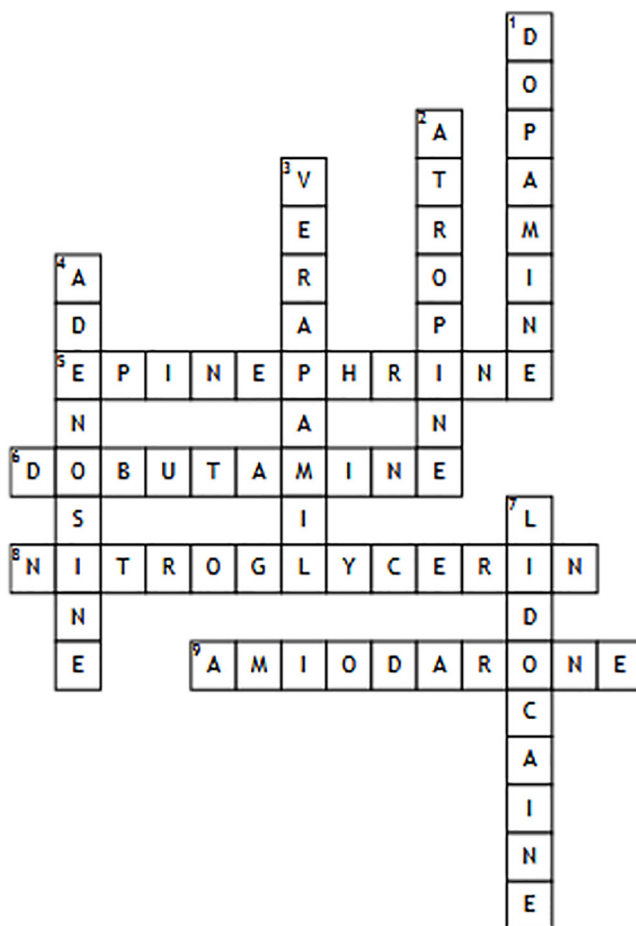 1 DOPAMINE
2 ATROPINE
3 VERAPAMIL
4 ADENOSINE
5 EPINEPHRINE
6 DOBUTAMINE
7 LIDOCAINE
8 NITROGLYCERIN
9 AMIODARONE